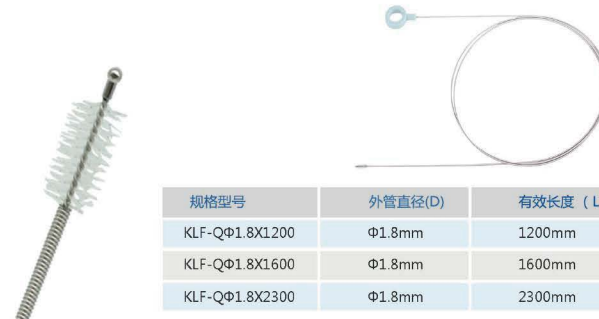 规格型号 外管直径(D) 有效长度（L
KLF-QΦ1.8X1200 Φ1.8mm 1200mm
KLF-QΦ1.8X1600 Φ1.8mm 1600mm
KLF-QΦ1.8X2300 Φ1.8mm 2300mm